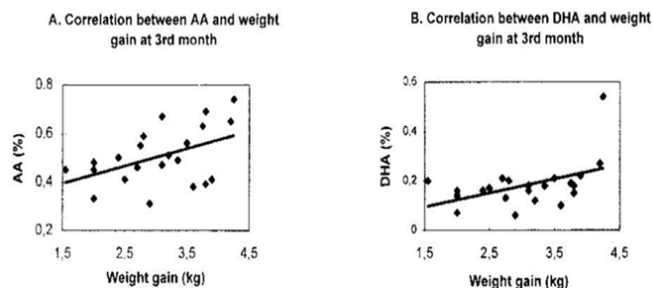 A. Correlation between AA and weight
gain at 3rd month
0.8
0.6
0,4
0,2
AA (%)
1,5
2,5
3,5
4,5
Weight gain (kg)
B. Correlation between DHA and weight
gain at 3rd month
0.6
0,4
0,2
0
DHA (%)
1,5
2,5
3,5
4,5
Weight gain (kg)